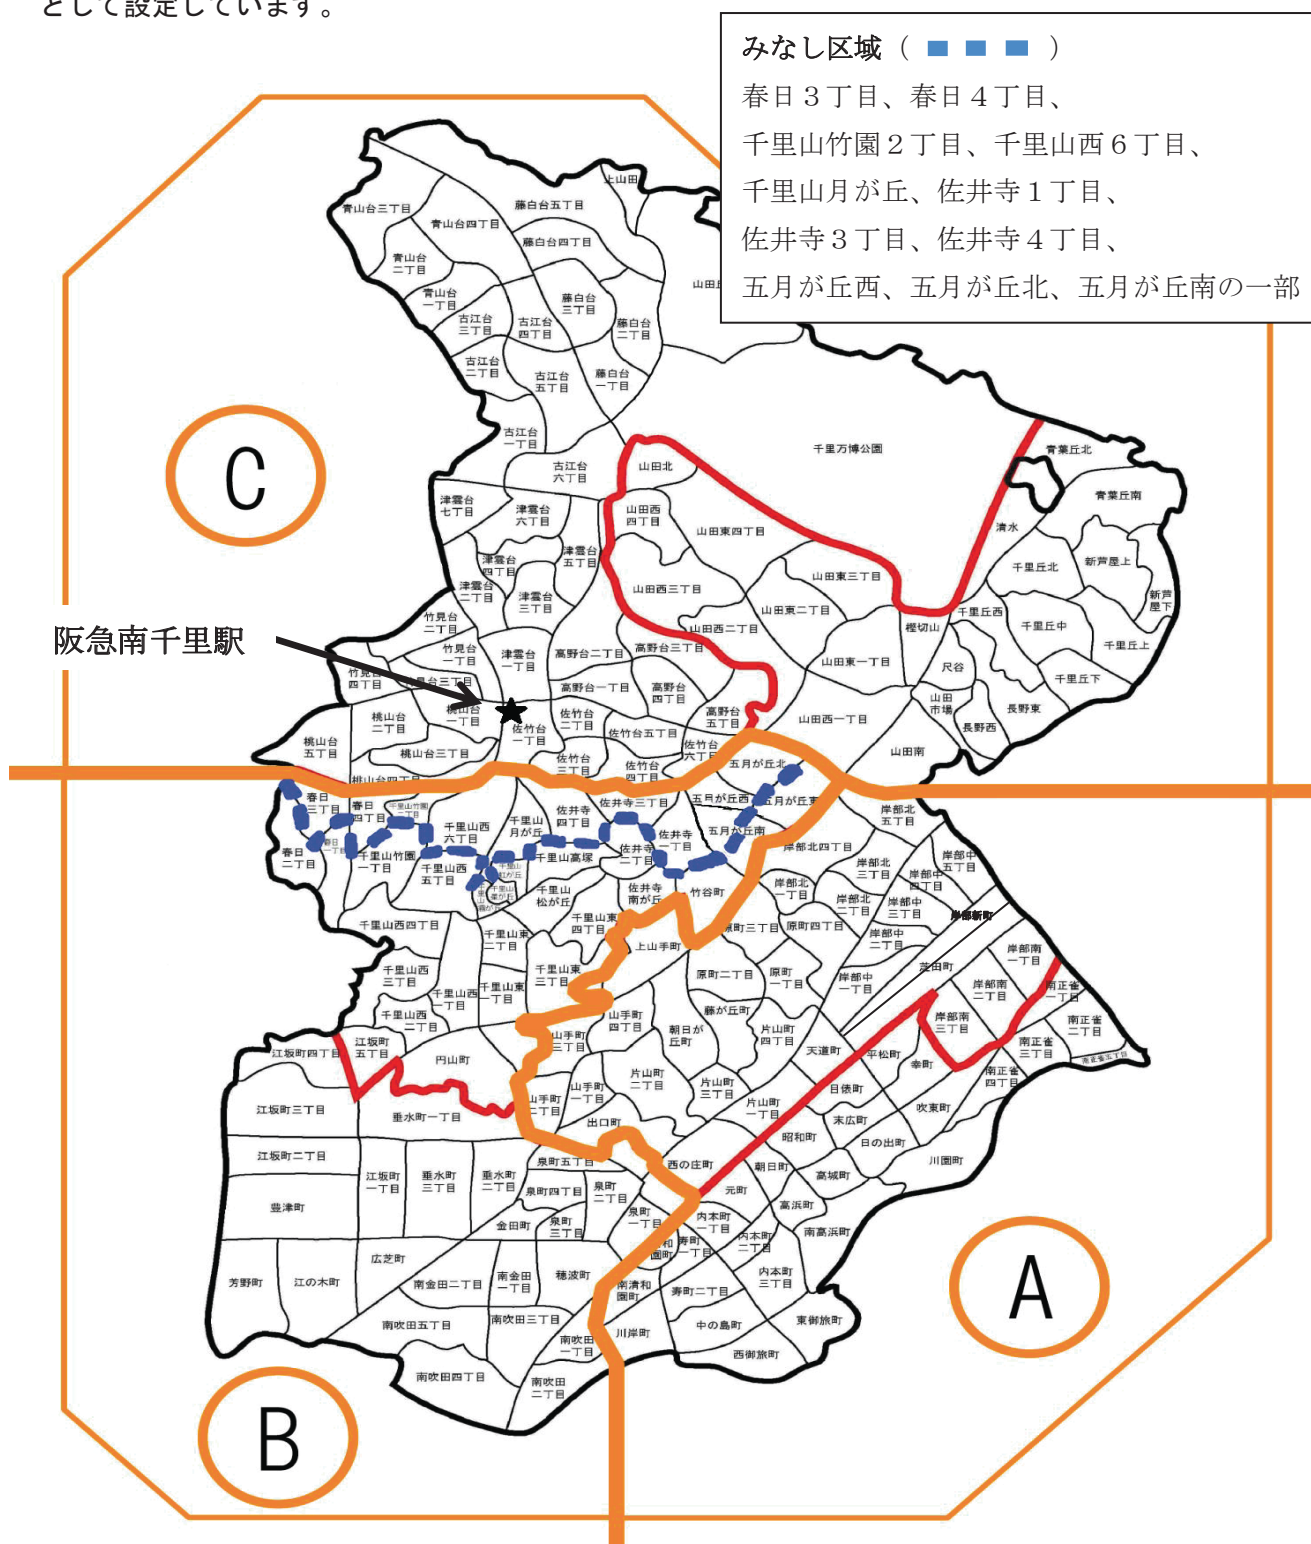 として設定しています。
みなし区域（ ■ ■ ■ ）
春日３丁目、春日４丁目、
千里山竹園２丁目、千里山西６丁目、
千里山月が丘、佐井寺１丁目、
佐井寺３丁目、佐井寺４丁目、
五月が丘西、五月が丘北、五月が丘南の一部
上山田
青山台三丁目
藤白台五丁目
青山台四丁目
藤白台四丁目
青山台
二丁目
山田丘
青山台
一丁目
藤白台
三丁目
古江台
三丁目
古江台
四丁目
藤白台
二丁目
古江台
二丁目
古江台
五丁目
藤白台
一丁目
古江台
一丁目
千里万博公園
青葉丘北
C
古江台
六丁目
山田北
青葉丘南
津雲台
七丁目
津雲台
六丁目
山田西
四丁目
山田東四丁目
清水
津雲台
五丁目
津雲台
四丁目
千里丘北
新芦屋上
山田東三丁目
津雲台
二丁目
津雲台
三丁目
山田西三丁目
新芦
屋下
山田東二丁目
千里丘西
竹見台
二丁目
山田西二丁目
樫切山
千里丘中
阪急南千里駅
竹見台
一丁目
津雲台
一丁目
高野台二丁目
高野台三丁目
千里丘上
山田東一丁目
尺谷
竹見台
四丁目
竹見台三丁目
高野台一丁目
高野台
四丁目
千里丘下
山田
市場
桃山台
一丁目
桃山台
二丁目
佐竹台
一丁目
佐竹台
二丁目
高野台
五丁目
山田西一丁目
長野東
長野西
佐竹台五丁目
桃山台
五丁目
桃山台三丁目
佐竹台
六丁目
山田南
佐竹台
三丁目
佐竹台
四丁目
五月が丘北
桃山台四丁目
春日
三丁目
春日
四丁目
千里山竹園
二丁目
佐井寺三丁目
五月が丘西
五月が丘東
千里山西
六丁目
千里山
月が丘
佐井寺
四丁目
岸部北
五丁目
五月が丘南
佐井寺
一丁目
岸部北四丁目
春日
一丁目
春日
二丁目
千里山竹園
一丁目
千里山高塚
佐井寺
二丁目
千里山西
五丁目
千里山
虹が丘
岸部北
三丁目
岸部中
五丁目
岸部中
四丁目
千里山
星が丘
千里山
松が丘
佐井寺
南が丘
竹谷町
岸部北
一丁目
岸部北
二丁目
岸部中
三丁目
岸部新町
千里山西四丁目
千里山東
四丁目
千里山東
二丁目
原町三丁目
原町四丁目
岸部中
二丁目
上山手町
岸部南
一丁目
千里山西
三丁目
千里山東
三丁目
原町二丁目
原町
一丁目
岸部中
一丁目
芝田町
千里山東
一丁目
千里山西
一丁目
岸部南
二丁目
南正雀
一丁目
千里山西
二丁目
山手町
四丁目
藤が丘町
岸部南
三丁目
南正雀
二丁目
山手町
三丁目
朝日が
丘町
片山町
四丁目
江坂町四丁目
江坂町
五丁目
円山町
天道町
平松町
幸町
南正雀
三丁目
南正雀五丁目
片山町
二丁目
片山町
三丁目
南正雀
四丁目
山手町
一丁目
目俵町
山手町
二丁目
片山町
一丁目
江坂町三丁目
垂水町一丁目
出口町
末広町
吹東町
昭和町
日の出町
江坂町二丁目
泉町五丁目
西の庄町
朝日町
高城町
川園町
江坂町
一丁目
垂水町
三丁目
垂水町
二丁目
泉町四丁目
泉町
二丁目
元町
高浜町
豊津町
金田町
泉町
三丁目
泉町
一丁目
内本町
一丁目
内本町
二丁目
南高浜町
広芝町
寿町
一丁目
芳野町
江の木町
南金田二丁目
南金田
一丁目
穂波町
南清和
園町
寿町二丁目
内本町
三丁目
A
南吹田五丁目
南吹田三丁目
南吹田
一丁目
川岸町
中の島町
東御旅町
西御旅町
南吹田四丁目
南吹田
二丁目
B